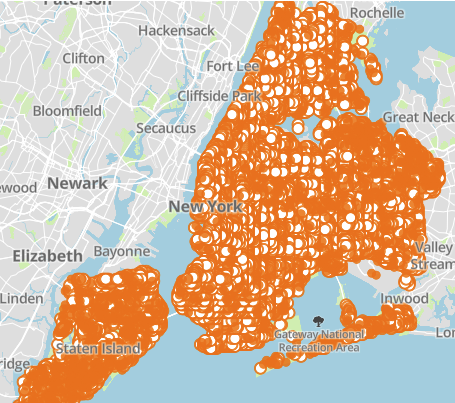 Paterson
Rochelle
Hackensack
Clifton
Fort Lee
Cliffside Park
Bloomfield
Great Neck
Secaucus
ewood
Newark
New York
Elizabeth
Bayonne
Valley
Stream
Linden
Inwood
Gateway National
Recreation Area
Lon
Staten Island
ridge